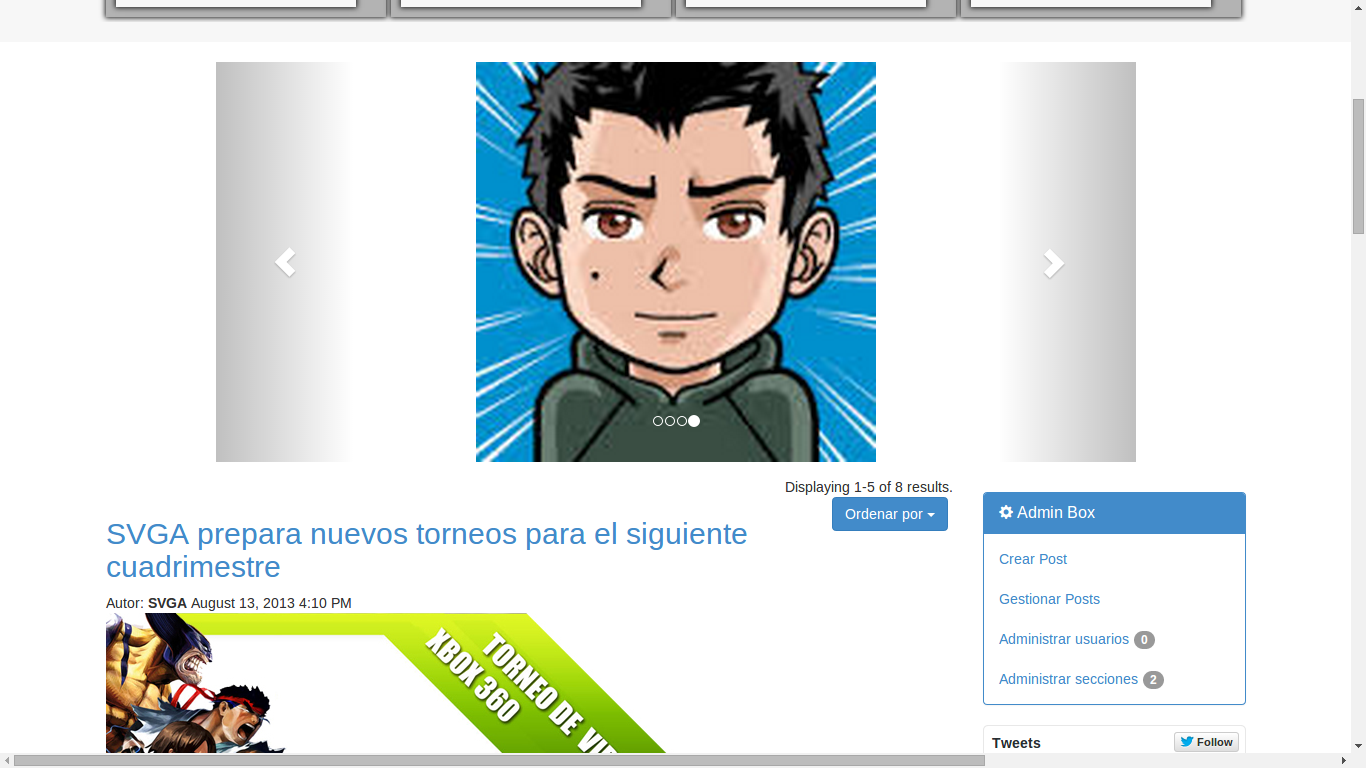 Displaying 1-5 of 8 results.
Ordenar por
SVGA prepara nuevos torneos para el siguiente
cuadrimestre
Autor: SVGA August 13, 2013 4:10 PM
XBOX 360
TORNEO DE
Admin Box
Crear Post
Gestionar Posts
Administrar usuarios 0
Administrar secciones 2
Tweets
Follow